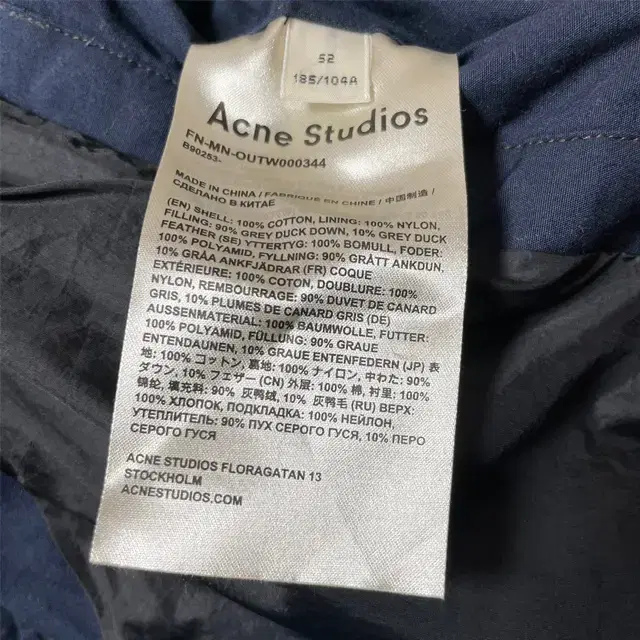 52
185/104A
Acne Studios
FN-MN-OUTW000344
B90253-
MADE IN CHINA / FABRIQUÉ EN CHINE / 中国制造 /
СДЕЛАНО В КИТАЕ
(EN) SHELL: 100% COTTON, LINING: 100% NYLON,
FILLING: 90% GREY DUCK DOWN, 10% GREY DUCK
FEATHER (SE) YTTERTYG: 100% BOMULL, FODER:
100% POLYAMID, FYLLNING: 90% GRÅTT ANKDUN,
10% GRÅA ANKFJÄDRAR (FR) COQUE
EXTÉRIEURE: 100% COTON, DOUBLURE: 100%
NYLON, REMBOURRAGE: 90% DUVET DE CANARD
GRIS, 10% PLUMES DE CANARD GRIS (DE)
AUSSENMATERIAL: 100% BAUMWOLLE, FUTTER:
100% POLYAMID, FÜLLUNG: 90% GRAUE
ENTENDAUNEN, 10% GRAUE ENTENFEDERN (JP) 表
地: 100% コットン, 裏地: 100% ナイロン, 中わた: 90%
ダウン, 10% フェザー (CN) 外层: 100% 棉, 衬里: 100%
锦纶, 填充料: 90% 灰鸭绒, 10% 灰鸭毛 (RU) ВЕРХ:
100% ХЛОПОК, ПОДКЛАДКА: 100% НЕЙЛОН,
УТЕПЛИТЕЛЬ: 90% ПУХ СЕРОГО ГУСЯ, 10% ПЕРО
СЕРОГО ГУСЯ
ACNE STUDIOS FLORAGATAN 13
STOCKHOLM
ACNESTUDIOS.COM